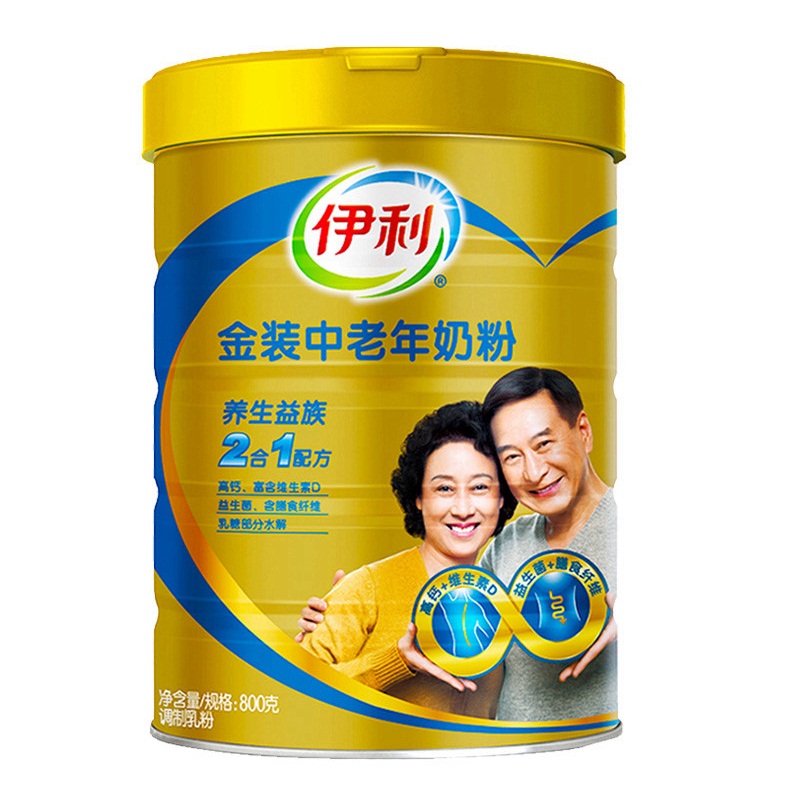 伊利
®
金装中老年奶粉
养生益族
2合1配方
高钙、富含维生素D
益生菌、含膳食纤维
乳糖部分水解
高钙+维生素D
益生菌+膳食纤维
净含量/规格:800克
调制乳粉